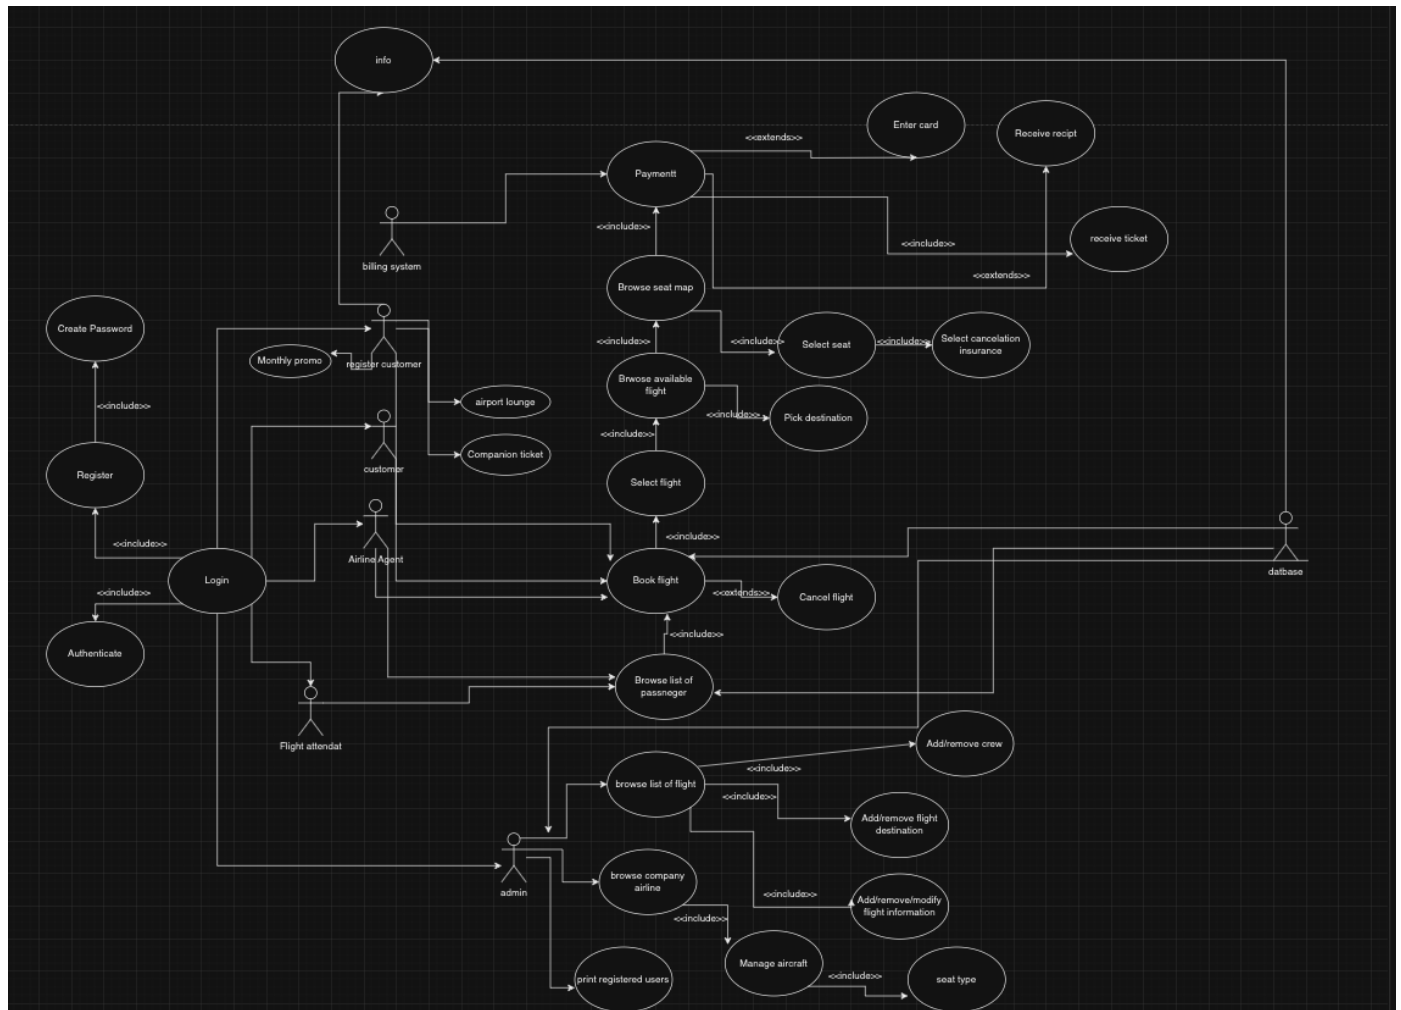 info
Enter card
<<extends>>
Receive recipt
Paymentt
<<include>>
receive ticket
<<include>>
billing system
<<extends>>
Browse seat map
Create Password
<<include>>
<<include>>
Select seat
<<include>>
Select cancelation
insurance
Monthly promo
register customer
Brwose available
flight
airport lounge
<<include>>
<<include>>
Pick destination
<<include>>
Companion ticket
customer
Register
Select flight
<<include>>
<<include>>
Airline Agent
datbase
Login
Book flight
<<include>>
<<extends>>
Cancel flight
<<include>>
Authenticate
Browse list of
passneger
Flight attendat
Add/remove crew
<<include>>
browse list of flight
<<include>>
Add/remove flight
destination
browse company
airline
admin
<<include>>
Add/remove/modify
flight information
<<include>>
Manage aircraft
<<include>>
print registered users
seat type